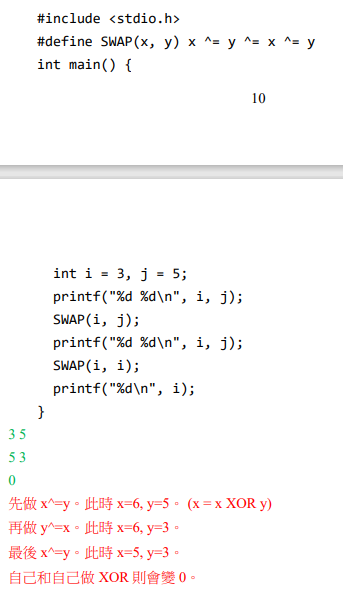 #include <stdio.h>
#define SWAP(x, y) x ^= y ^= x ^= y
int main() {
10
int i = 3, j = 5;
printf("%d %d\n", i, j);
SWAP(i, j);
printf("%d %d\n", i, j);
SWAP(i, i);
printf("%d\n", i);
}
3 5
5 3
0
先做 x^=y。此時 x=6, y=5。 (x = x XOR y)
再做 y^=x。此時 x=6, y=3。
最後 x^=y。此時 x=5, y=3。
自己和自己做 XOR 則會變 0。